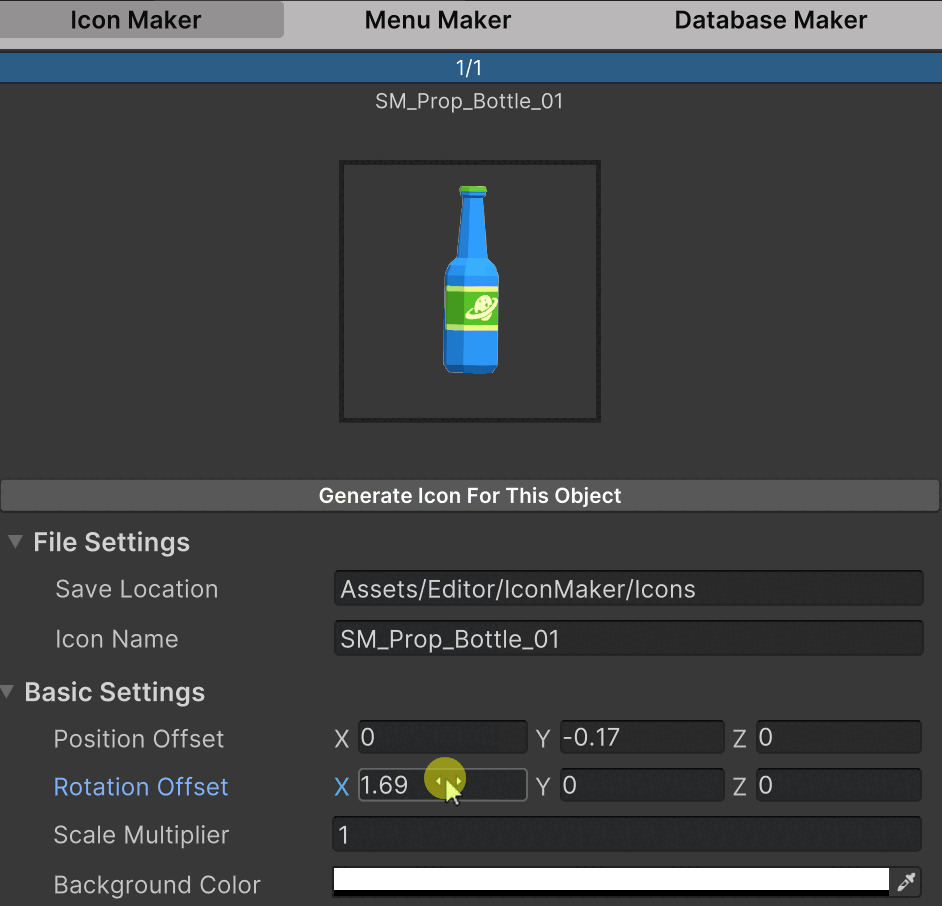 Icon Maker Menu Maker Database Maker
1/1
SM_Prop_Bottle_01
Generate Icon For This Object
File Settings
Save Location Assets/Editor/IconMaker/Icons
Icon Name SM_Prop_Bottle_01
Basic Settings
Position Offset X 0 Y -0.17 Z 0
Rotation Offset X 1.69 Y 0 Z 0
Scale Multiplier 1
Background Color